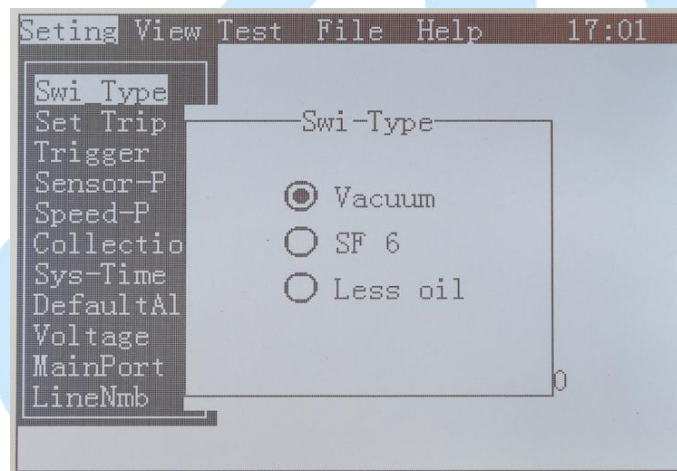 Seting View Test File Help 17:01
Swi_Type
Set Trip
Trigger
Sensor-P
Speed-P
Collectio
Sys-Time
DefaultAl
Voltage
MainPort
LineNmb
Swi-Type
Vacuum
SF 6
Less oil
0